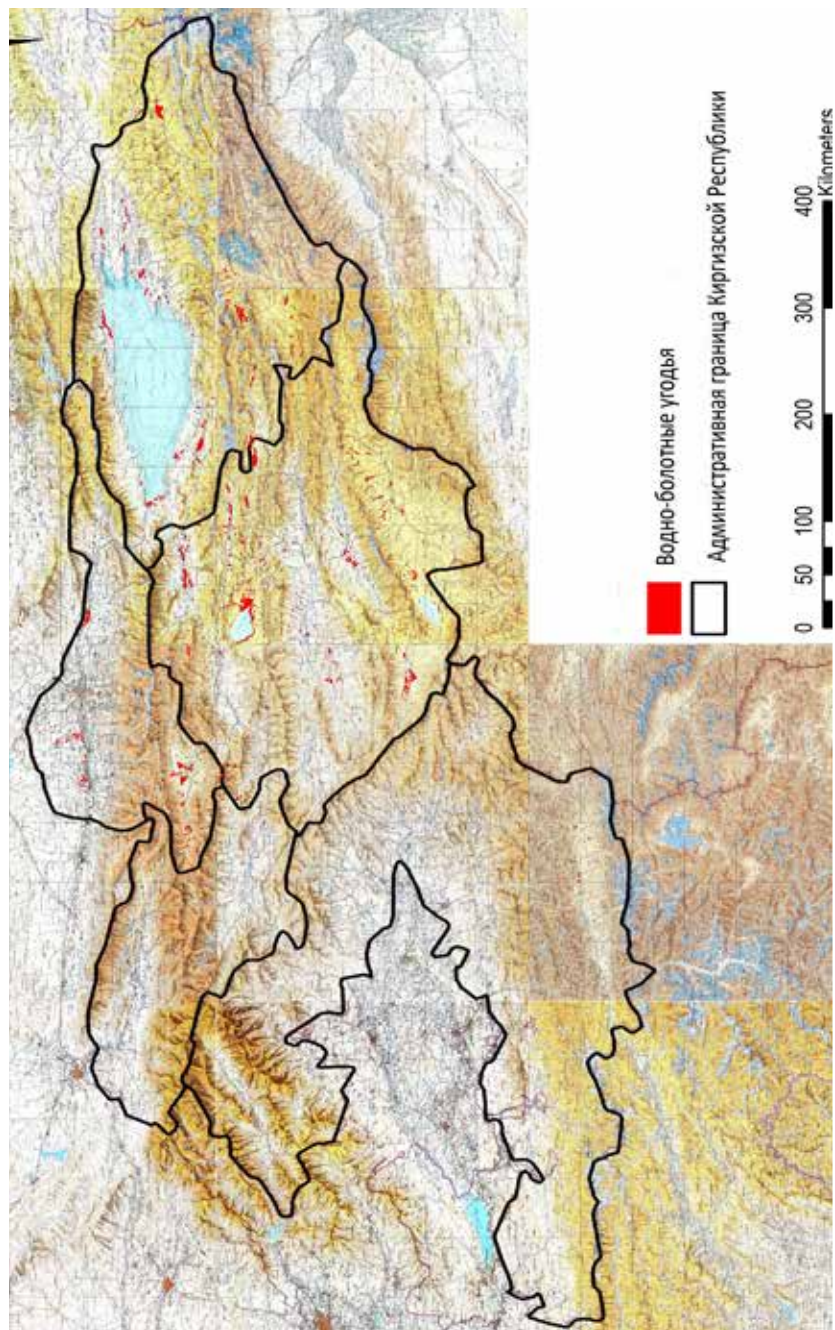 Водно-болотные угодья
Административная граница Киргизской Республики
0 50 100 200 300 400
Kilometers